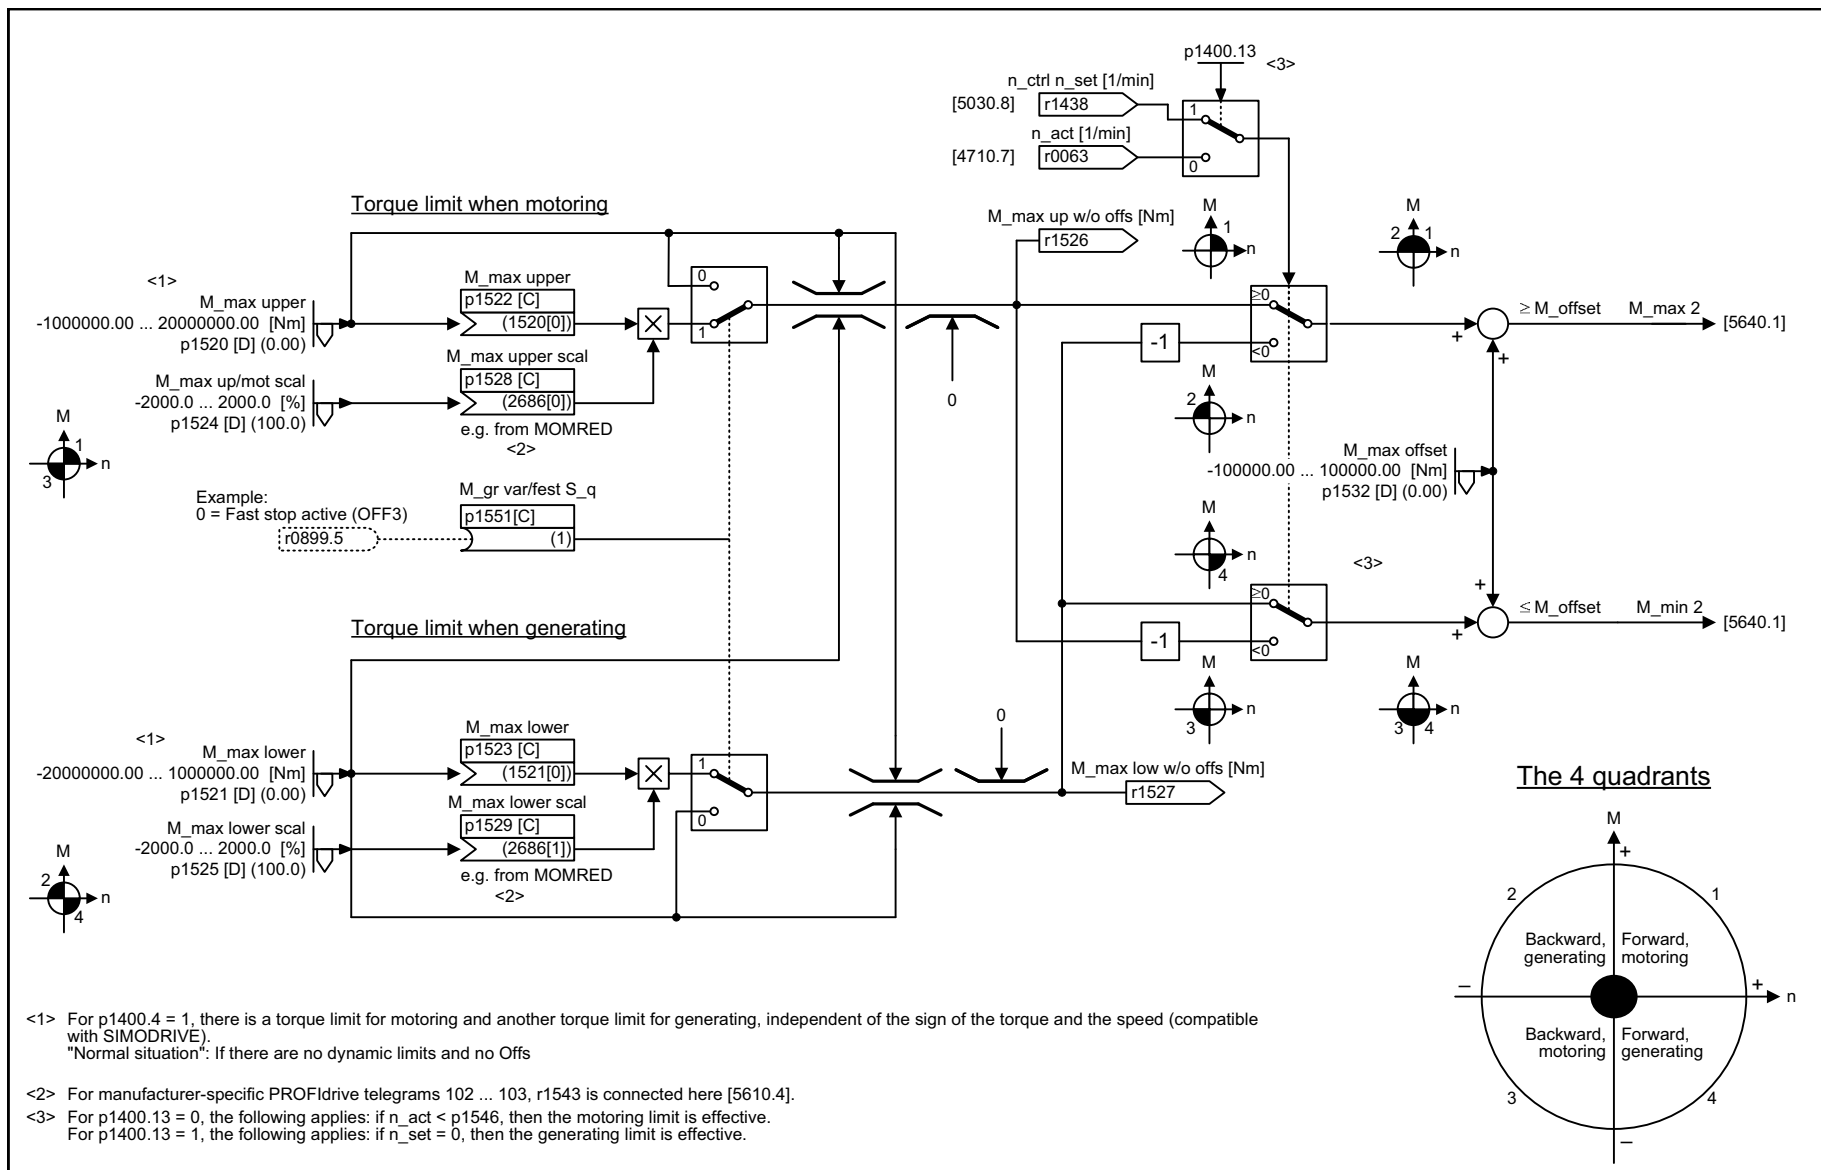 p1400.13
<3>
n_ctrl n_set [1/min]
[5030.8]
r1438
1
n_act [1/min]
[4710.7]
r0063
0
Torque limit when motoring
M_max up w/o offs [Nm]
r1526
M
1
n
M
2
1
n
<1>
M_max upper
-1000000.00 ... 20000000.00 [Nm]
p1520 [D] (0.00)
M_max upper
p1522 [C]
(1520[0])
0
1
≥0
<0
-1
+
+
≥ M_offset
M_max 2
[5640.1]
M_max up/mot scal
-2000.0 ... 2000.0 [%]
p1524 [D] (100.0)
M_max upper scal
p1528 [C]
(2686[0])
e.g. from MOMRED
<2>
0
M
1
n
3
M
2
n
M_max offset
-100000.00 ... 100000.00 [Nm]
p1532 [D] (0.00)
Example:
0 = Fast stop active (OFF3)
r0899.5
M_gr var/fest S_q
p1551[C]
(1)
M
n
4
<3>
≥0
<0
-1
+
+
≤ M_offset
M_min 2
[5640.1]
Torque limit when generating
M
n
3
M
n
3
4
<1>
M_max lower
-20000000.00 ... 1000000.00 [Nm]
p1521 [D] (0.00)
M_max lower
p1523 [C]
(1521[0])
1
0
0
M_max low w/o offs [Nm]
r1527
M_max lower scal
-2000.0 ... 2000.0 [%]
p1525 [D] (100.0)
M_max lower scal
p1529 [C]
(2686[1])
e.g. from MOMRED
<2>
M
2
n
4
The 4 quadrants
M
+
2
1
Backward,
generating
Forward,
motoring
–
+
n
Backward,
motoring
Forward,
generating
3
4
–
<1> For p1400.4 = 1, there is a torque limit for motoring and another torque limit for generating, independent of the sign of the torque and the speed (compatible
with SIMODRIVE).
"Normal situation": If there are no dynamic limits and no Offs
<2> For manufacturer-specific PROFIdrive telegrams 102 ... 103, r1543 is connected here [5610.4].
<3> For p1400.13 = 0, the following applies: if n_act < p1546, then the motoring limit is effective.
For p1400.13 = 1, the following applies: if n_set = 0, then the generating limit is effective.